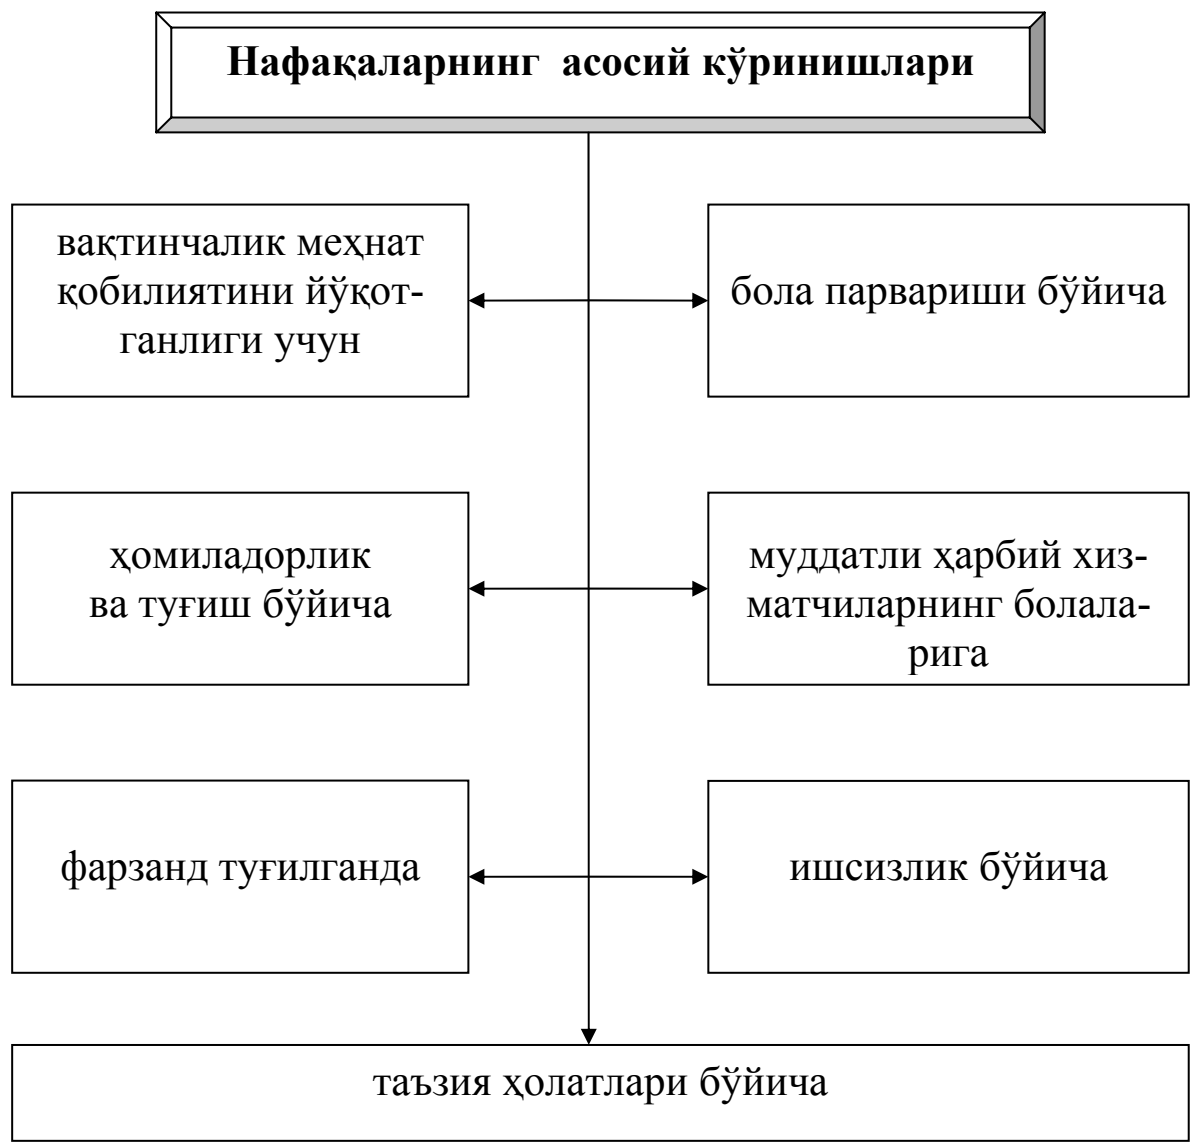 Нафақаларнинг асосий кўринишлари
вақтинчалик меҳнат
қобилиятини йўқот-
ганлиги учун
бола парвариши бўйича
ҳомиладорлик
ва туғиш бўйича
муддатли ҳарбий хиз-
матчиларнинг болала-
рига
фарзанд туғилганда
ишсизлик бўйича
таъзия ҳолатлари бўйича